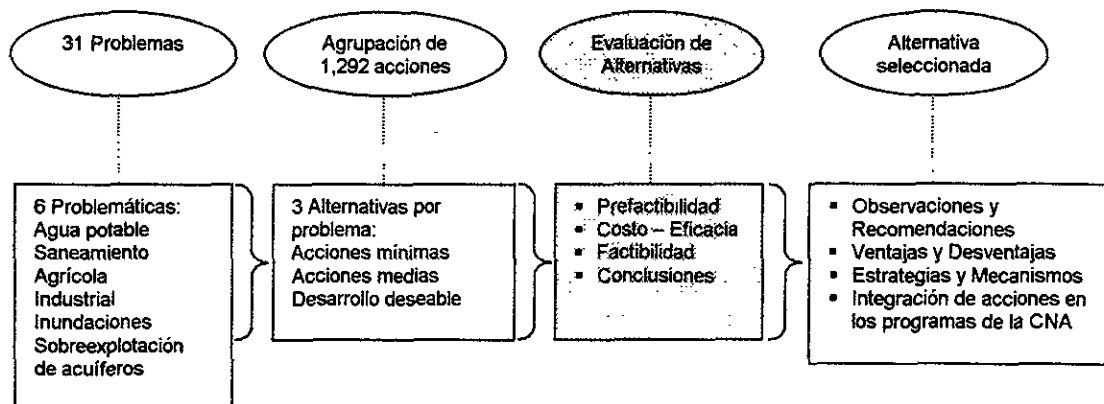 31 Problemas
Agrupación de
1,292 acciones
Evaluación de
Alternativas
Alternativa
seleccionada
6 Problemáticas:
Agua potable
Saneamiento
Agrícola
Industrial
Inundaciones
Sobreexplotación
de acuíferos
3 Alternativas por
problema:
Acciones mínimas
Acciones medias
Desarrollo deseable
▪ Prefactibilidad
▪ Costo – Eficacia
▪ Factibilidad
▪ Conclusiones
▪ Observaciones y
Recomendaciones
▪ Ventajas y Desventajas
▪ Estrategias y Mecanismos
▪ Integración de acciones en
los programas de la CNA